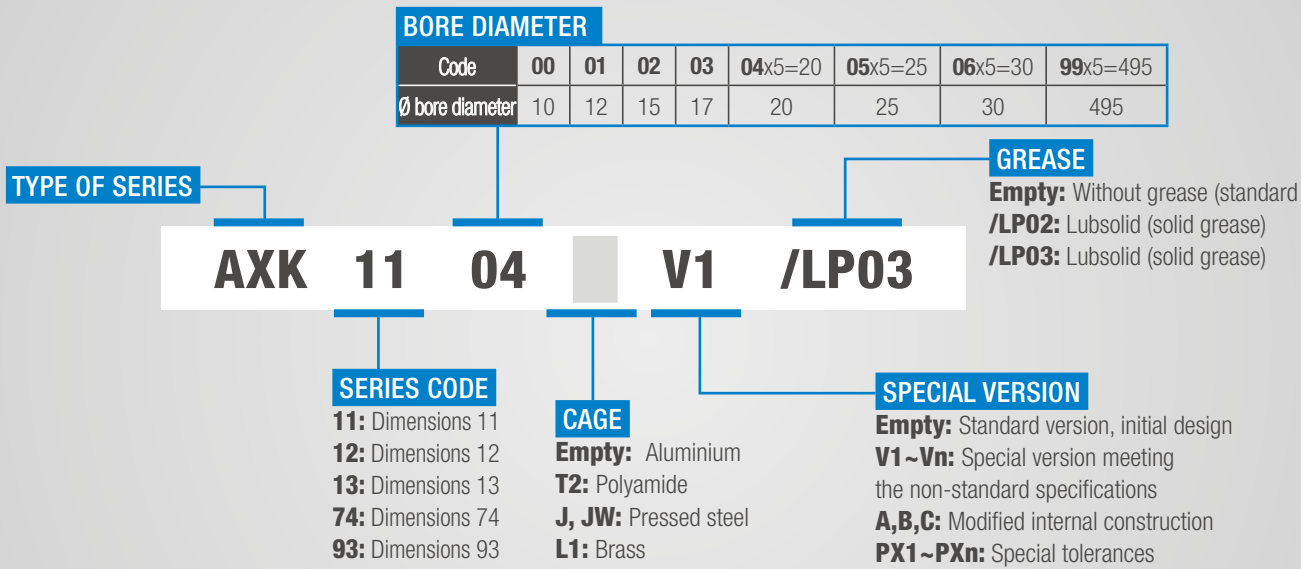 BORE DIAMETER
Code 00 01 02 03 04x5=20 05x5=25 06x5=30 99x5=495
Ø bore diameter 10 12 15 17 20 25 30 495
TYPE OF SERIES
GREASE
Empty: Without grease (standard
/LP02: Lubsolid (solid grease)
/LP03: Lubsolid (solid grease)
AXK 11 04 V1 /LP03
SERIES CODE
11: Dimensions 11
12: Dimensions 12
13: Dimensions 13
74: Dimensions 74
93: Dimensions 93
CAGE
Empty: Aluminium
T2: Polyamide
J, JW: Pressed steel
L1: Brass
SPECIAL VERSION
Empty: Standard version, initial design
V1~Vn: Special version meeting
the non-standard specifications
A,B,C: Modified internal construction
PX1~PXn: Special tolerances